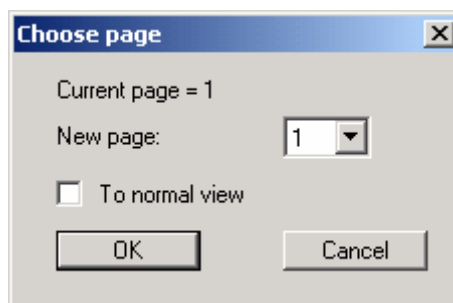 Choose page
Current page = 1
New page: 1
To normal view
OK Cancel